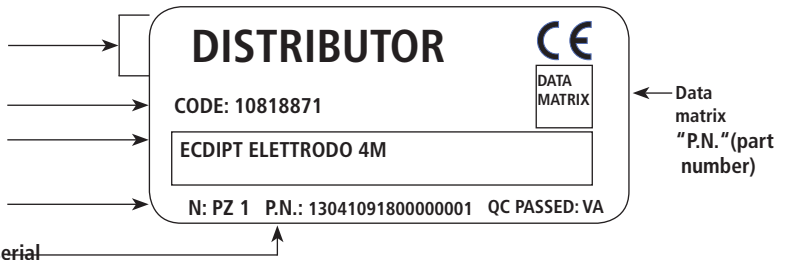 DISTRIBUTOR
CE
DATA
MATRIX
CODE: 10818871
Data
matrix
"P.N."(part
number)
ECDIPT ELETTRODO 4M
N: PZ 1 P.N.: 13041091800000001 QC PASSED: VA
erial